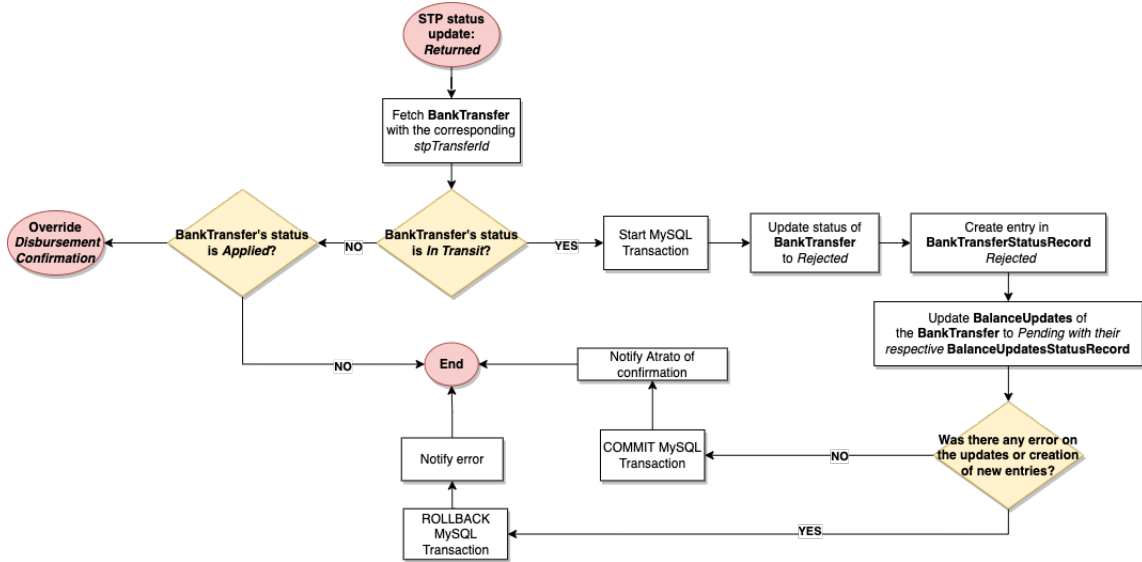 STP status
update:
Returned
Fetch BankTransfer
with the corresponding
stpTransferId
Override
Disbursement
Confirmation
BankTransfer's status
is Applied?
NO
BankTransfer's status
is In Transit?
YES
Start MySQL
Transaction
Update status of
BankTransfer
to Rejected
Create entry in
BankTransferStatusRecord
Rejected
Update BalanceUpdates of
the BankTransfer to Pending with their
respective BalanceUpdatesStatusRecord
NO
End
Notify Atrato of
confirmation
Was there any error on
the updates or creation
of new entries?
NO
COMMIT MySQL
Transaction
Notify error
YES
ROLLBACK
MySQL
Transaction